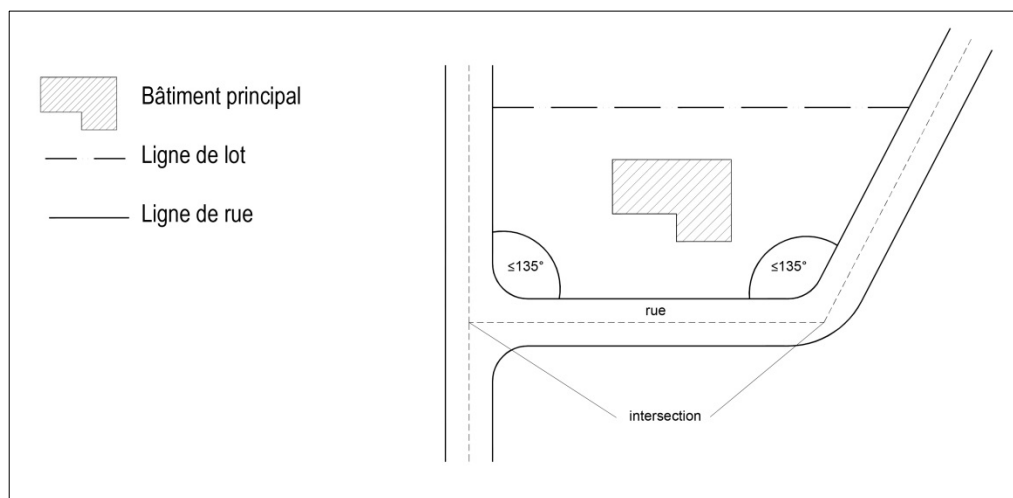 Bâtiment principal
Ligne de lot
Ligne de rue
≤135°
≤135°
rue
intersection